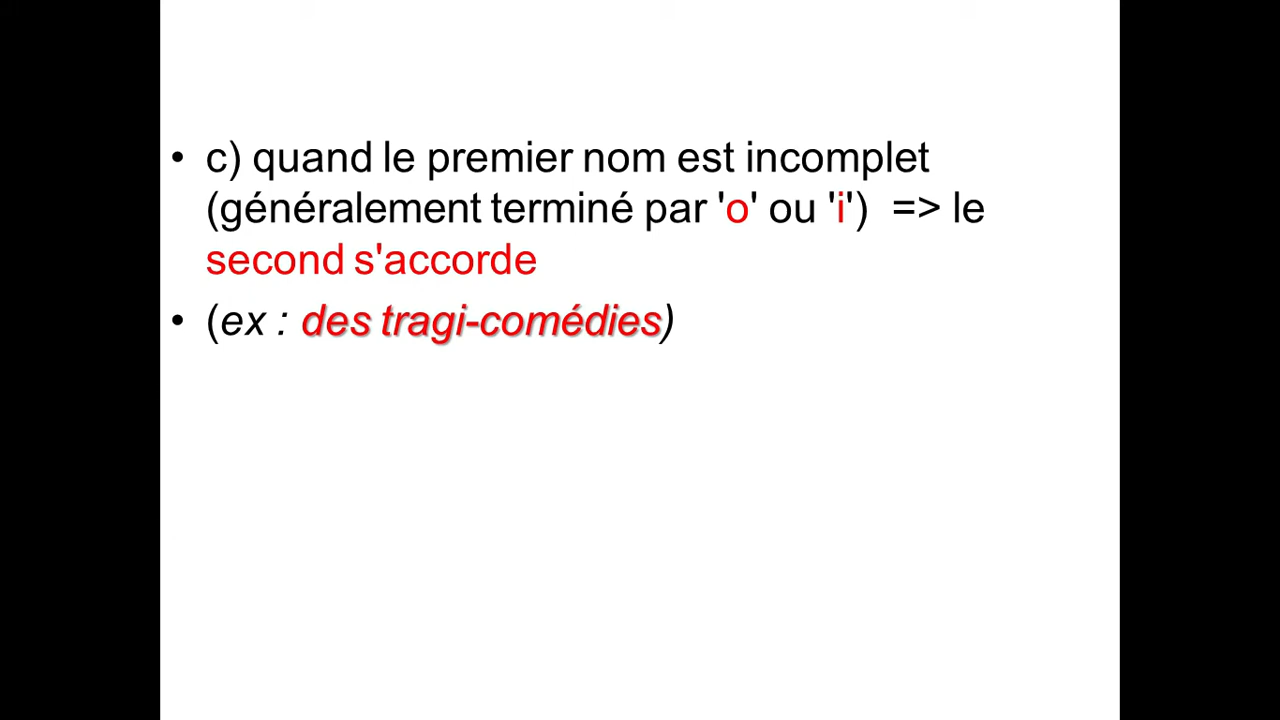 • c) quand le premier nom est incomplet
(généralement terminé par 'o' ou 'i')  => le
second s'accorde
• (ex : des tragi-comédies)